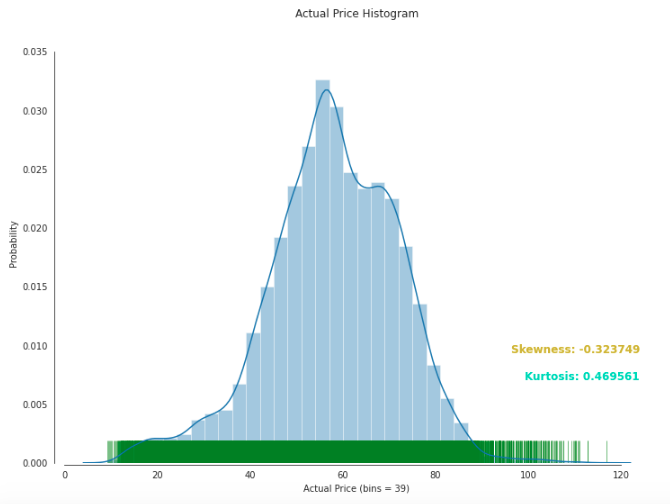 Actual Price Histogram
0.035
0.030
0.025
0.020
0.015
0.010
0.005
0.000
Probability
Skewness: -0.323749
Kurtosis: 0.469561
0 20 40 60 80 100 120
Actual Price (bins = 39)